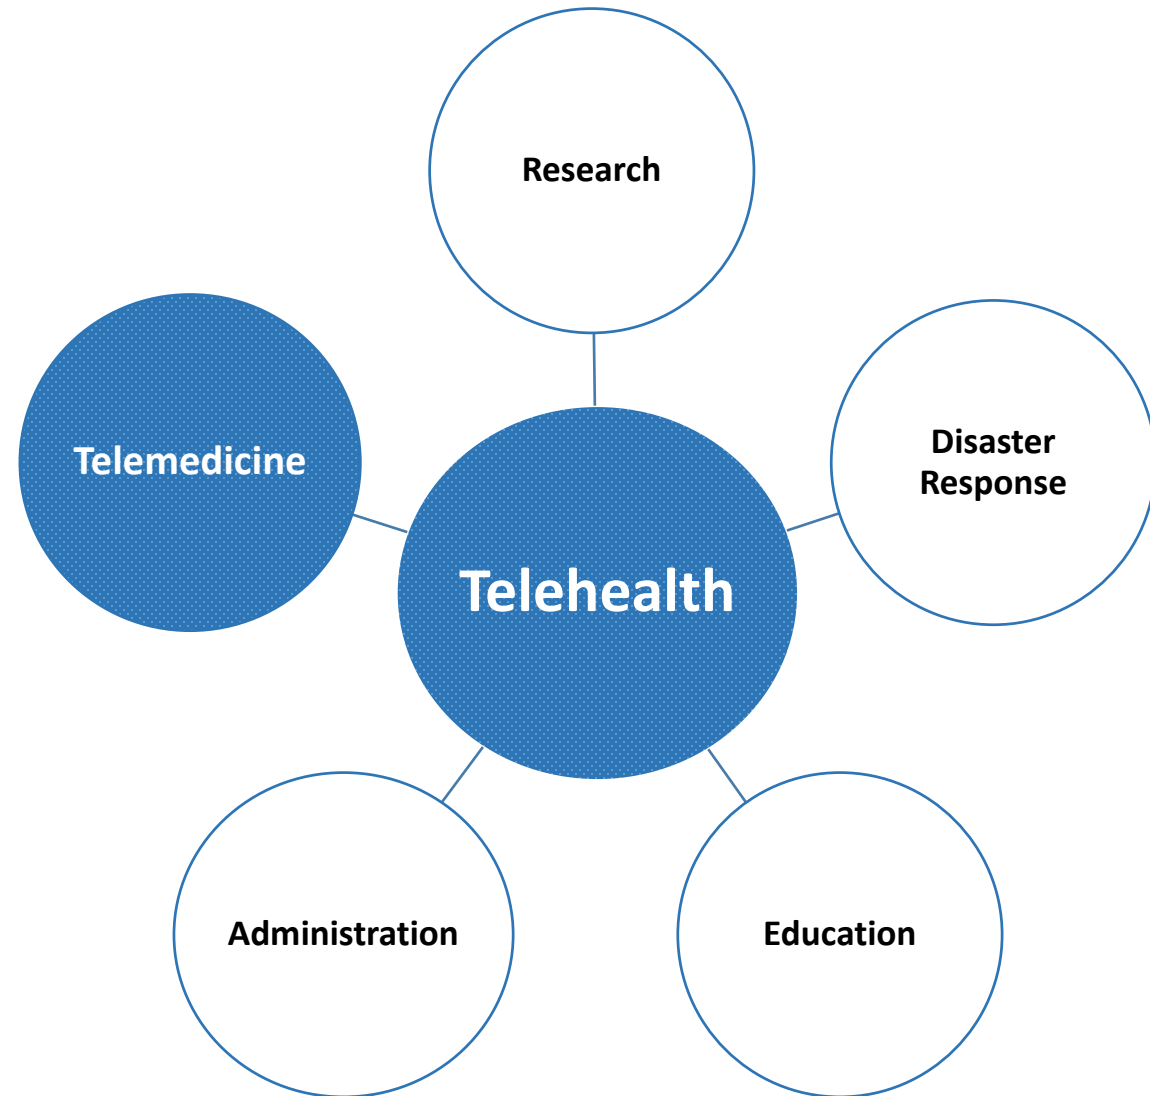 Research
Telemedicine
Disaster
Response
Telehealth
Administration
Education